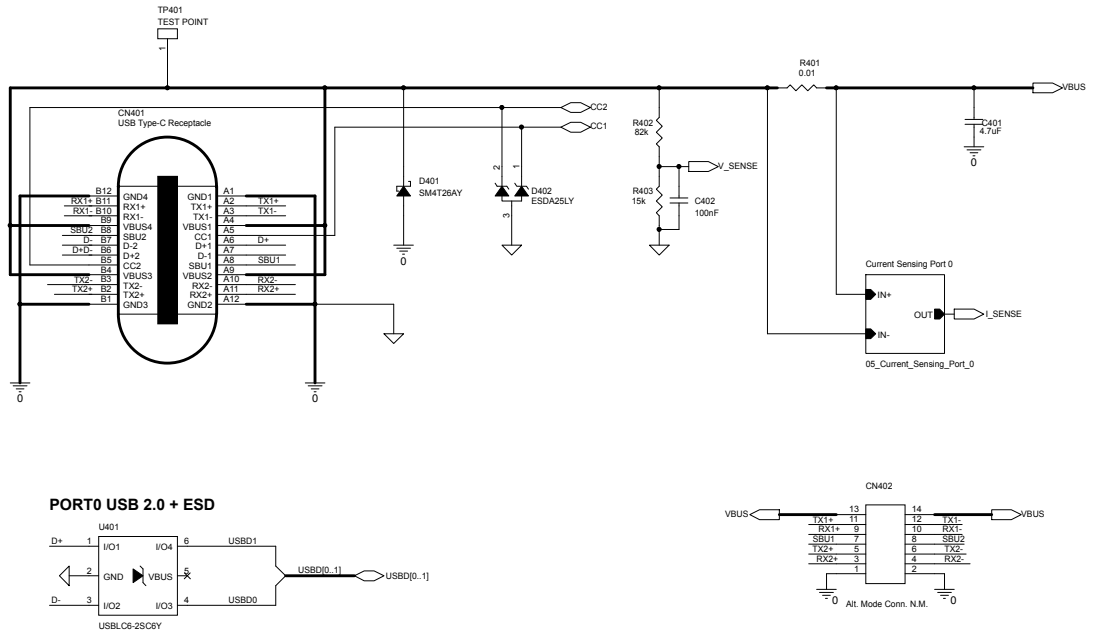 TP401
TEST POINT
1
R401
0.01
VBUS
CN401
USB Type-C Receptacle
CC2
CC1
R402
82k
C401
4.7uF
0
V_SENSE
D401
SM4T26AY
2
1
D402
ESDA25LY
3
R403
15k
C402
100nF
0
B12 GND4 GND1 A1
RX1+ B11 RX1+ TX1+ A2 TX1+
RX1- B10 RX1- TX1- A3 TX1-
B9 VBUS4 VBUS1 A4
SBU2 B8 SBU2 CC1 A5
D- B7 D-2 D+1 A6 D+
D+D- B6 D+2 D-1 A7
B5 CC2 SBU1 A8 SBU1
B4 VBUS3 VBUS2 A9
TX2- B3 TX2- RX2- A10 RX2-
TX2+ B2 TX2+ RX2+ A11 RX2+
B1 GND3 GND2 A12
0
0
Current Sensing Port 0
IN+
OUT
I_SENSE
IN-
05_Current_Sensing_Port_0
PORT0 USB 2.0 + ESD
U401
D+ 1 I/O1 I/O4 6 USBD1
2 GND VBUS 5
USBD[0..1]
USBD[0..1]
D- 3 I/O2 I/O3 4 USBD0
USBLC6-2SC6Y
CN402
VBUS 13 14 VBUS
TX1+ 11 12 TX1-
RX1+ 9 10 RX1-
SBU1 7 8 SBU2
TX2+ 5 6 TX2-
RX2+ 3 4 RX2-
1 2
0
0
Alt. Mode Conn. N.M.